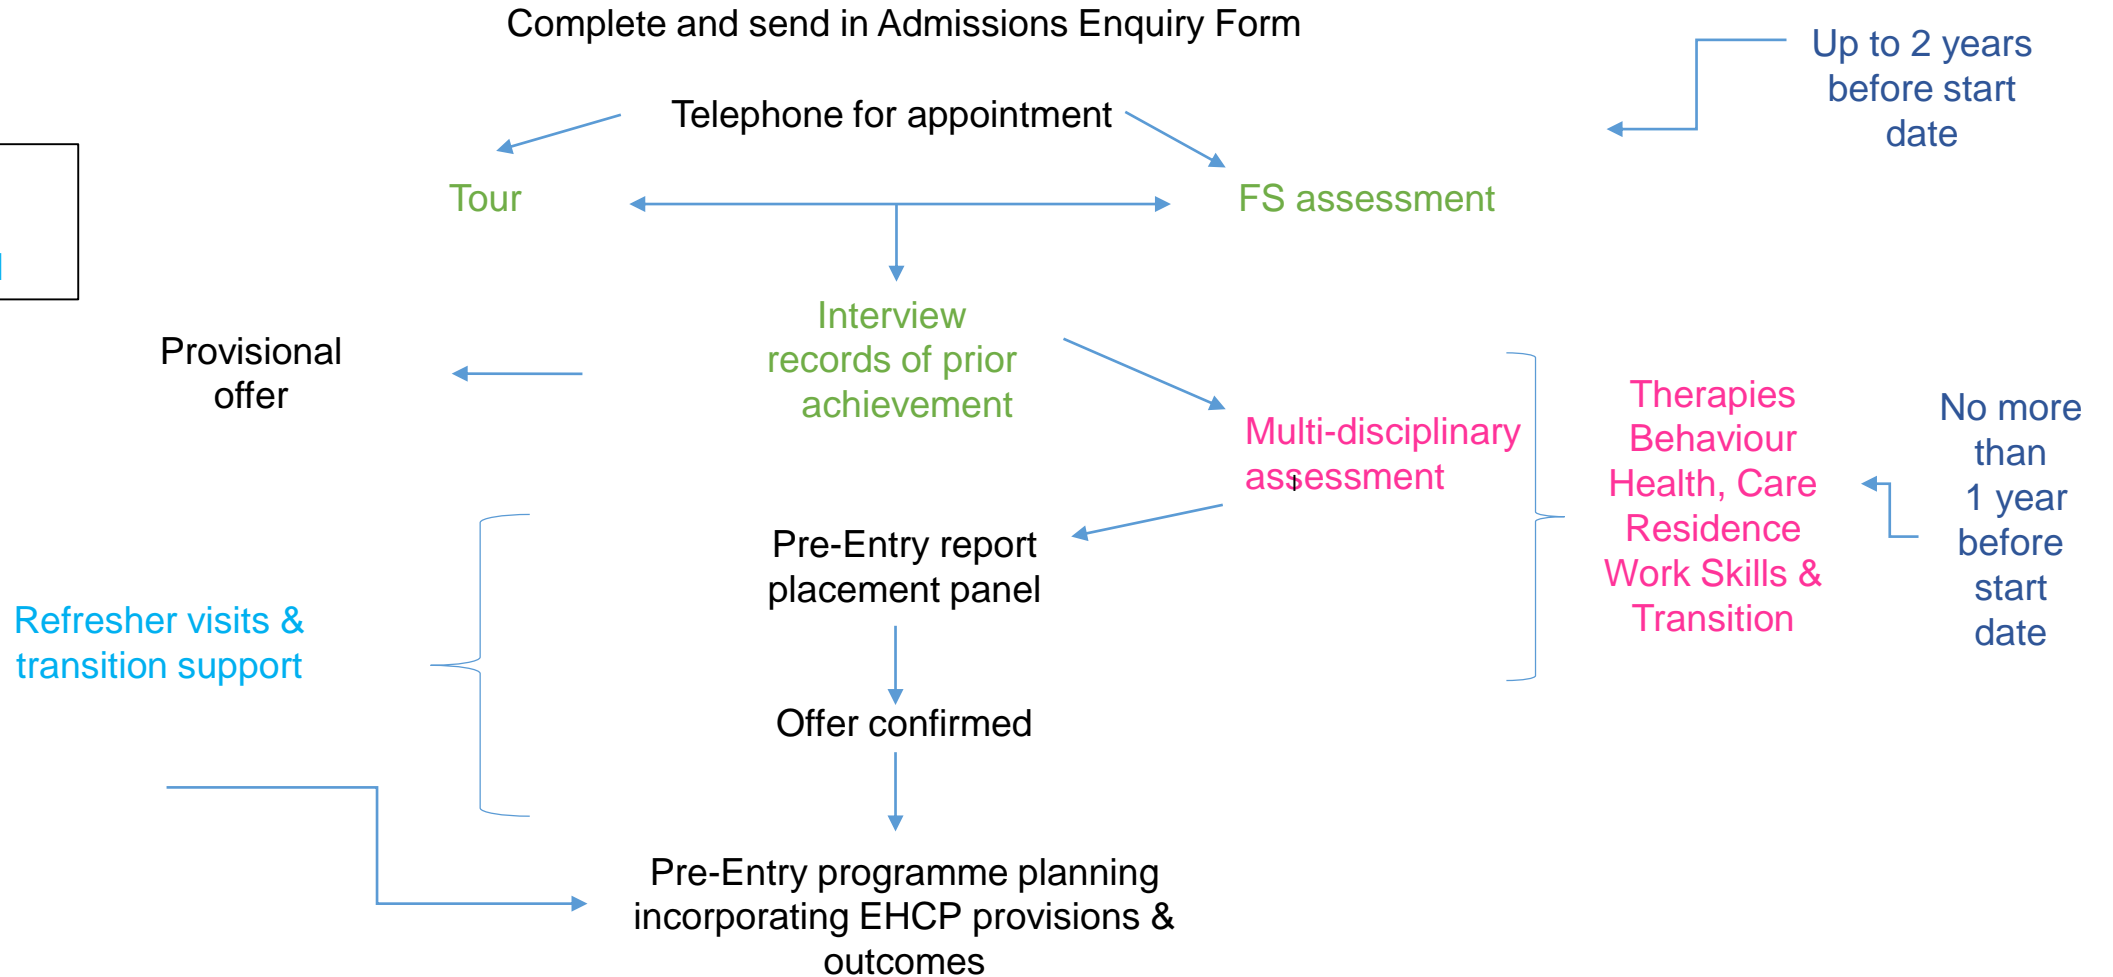 Complete and send in Admissions Enquiry Form
Up to 2 years
before start
date
Telephone for appointment
Tour
FS assessment
Interview
records of prior
achievement
Provisional
offer
Multi-disciplinary
assessment
Therapies
Behaviour
Health, Care
Residence
Work Skills &
Transition
No more
than
1 year
before
start
date
Pre-Entry report
placement panel
Refresher visits &
transition support
Offer confirmed
Pre-Entry programme planning
incorporating EHCP provisions &
outcomes